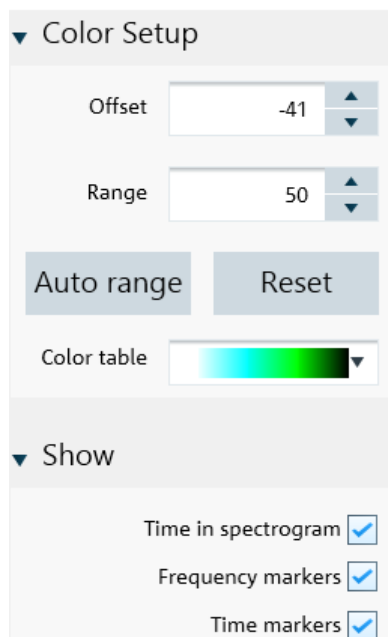 Color Setup
Offset -41
Range 50
Auto range Reset
Color table
Show
Time in spectrogram
Frequency markers
Time markers